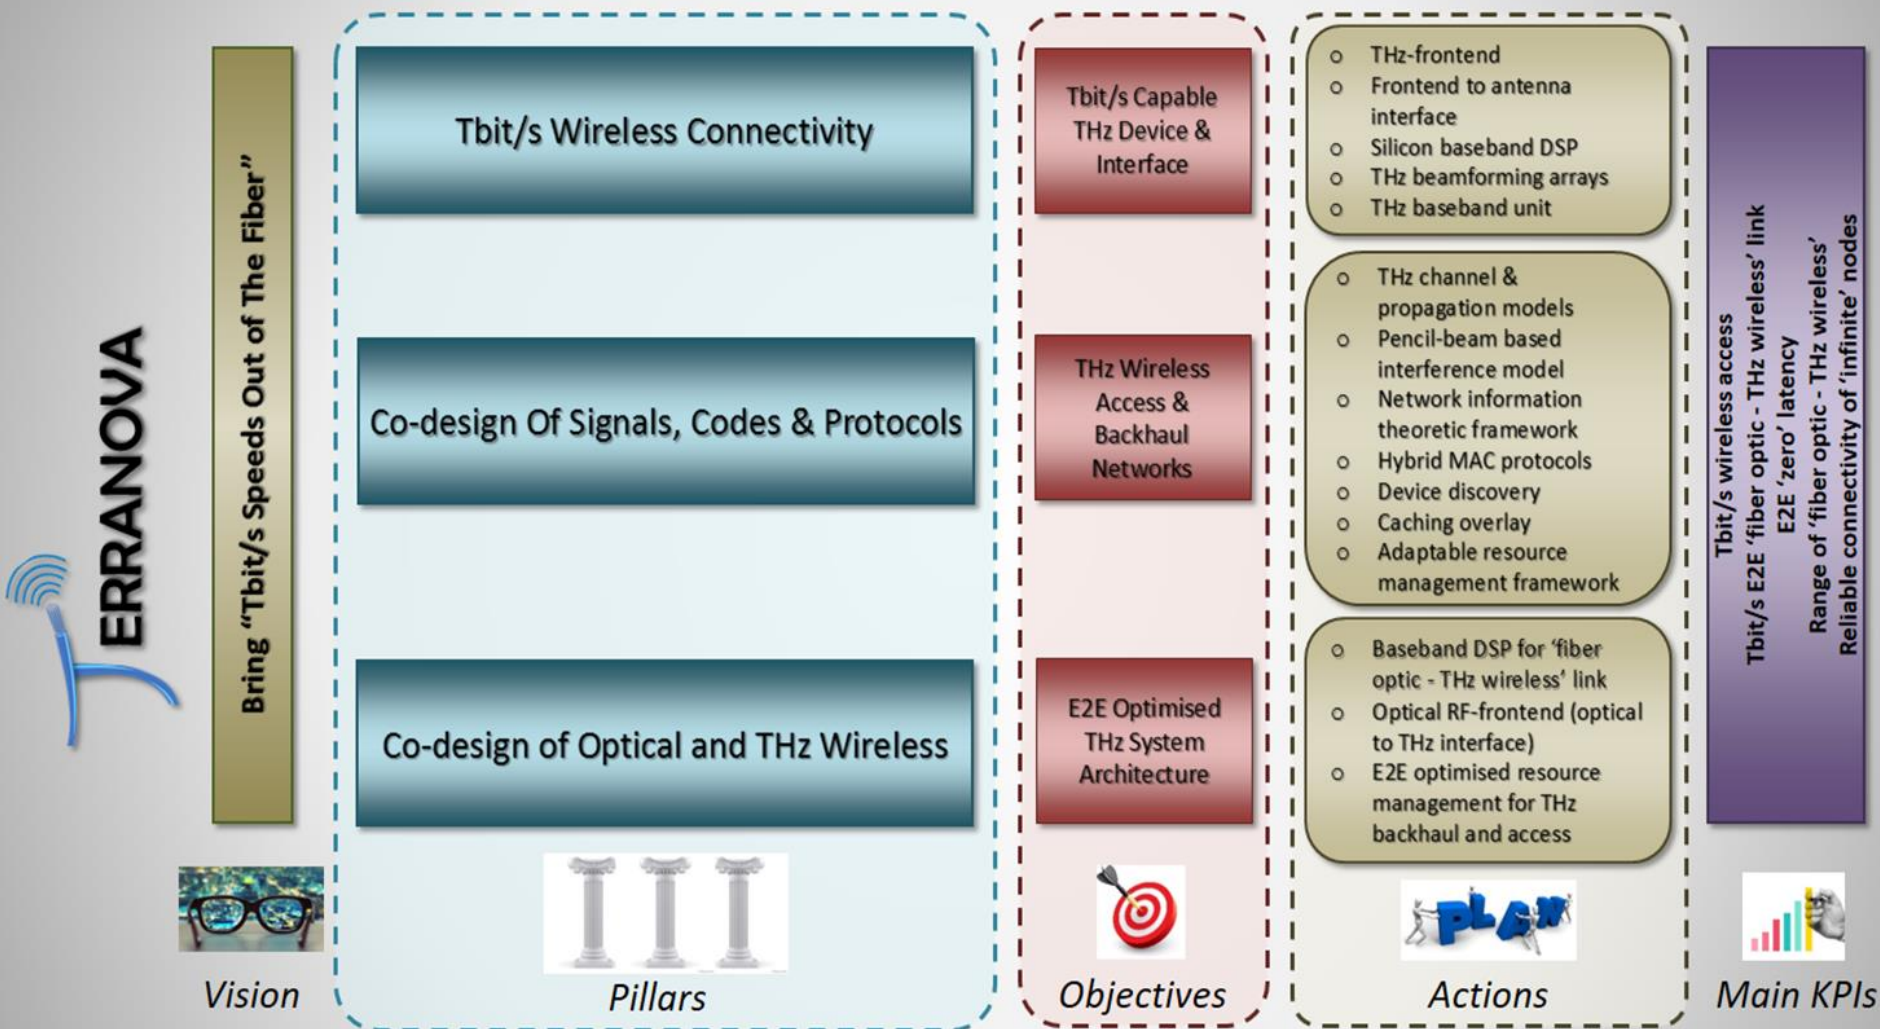 TERRANOVA
Bring “Tbit/s Speeds Out of The Fiber”
Vision
Tbit/s Wireless Connectivity
Co-design Of Signals, Codes & Protocols
Co-design of Optical and THz Wireless
Pillars
Tbit/s Capable
THz Device &
Interface
THz Wireless
Access &
Backhaul
Networks
E2E Optimised
THz System
Architecture
Objectives
○ THz-frontend
○ Frontend to antenna
interface
○ Silicon baseband DSP
○ THz beamforming arrays
○ THz baseband unit
○ THz channel &
propagation models
○ Pencil-beam based
interference model
○ Network information
theoretic framework
○ Hybrid MAC protocols
○ Device discovery
○ Caching overlay
○ Adaptable resource
management framework
○ Baseband DSP for ‘fiber
optic - THz wireless’ link
○ Optical RF-frontend (optical
to THz interface)
○ E2E optimised resource
management for THz
backhaul and access
PLAN
Actions
Tbit/s wireless access
Tbit/s E2E ‘fiber optic - THz wireless’ link
E2E ‘zero’ latency
Range of ‘fiber optic - THz wireless’
Reliable connectivity of ‘infinite’ nodes
Main KPIs